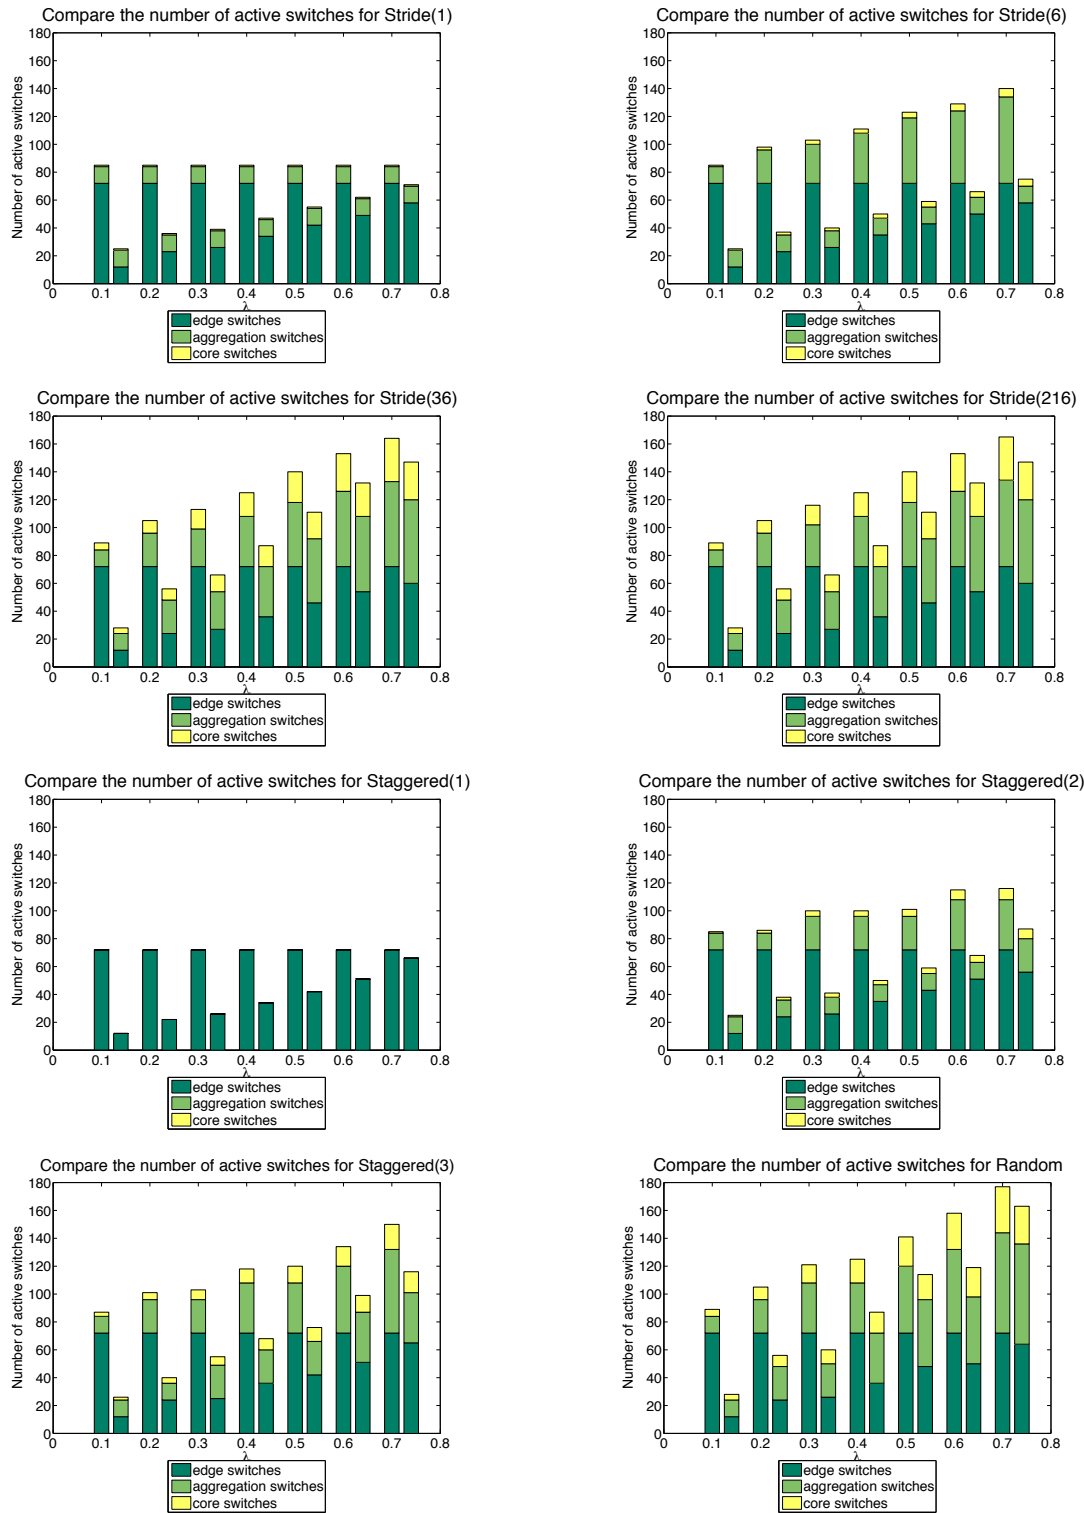 Compare the number of active switches for Stride(1)
180
160
140
120
100
80
60
40
20
0
Number of active switches
0 0.1 0.2 0.3 0.4 0.5 0.6 0.7 0.8
λ
edge switches
aggregation switches
core switches
Compare the number of active switches for Stride(6)
180
160
140
120
100
80
60
40
20
0
Number of active switches
0 0.1 0.2 0.3 0.4 0.5 0.6 0.7 0.8
λ
edge switches
aggregation switches
core switches
Compare the number of active switches for Stride(36)
180
160
140
120
100
80
60
40
20
0
Number of active switches
0 0.1 0.2 0.3 0.4 0.5 0.6 0.7 0.8
λ
edge switches
aggregation switches
core switches
Compare the number of active switches for Stride(216)
180
160
140
120
100
80
60
40
20
0
Number of active switches
0 0.1 0.2 0.3 0.4 0.5 0.6 0.7 0.8
λ
edge switches
aggregation switches
core switches
Compare the number of active switches for Staggered(1)
180
160
140
120
100
80
60
40
20
0
Number of active switches
0 0.1 0.2 0.3 0.4 0.5 0.6 0.7 0.8
λ
edge switches
aggregation switches
core switches
Compare the number of active switches for Staggered(2)
180
160
140
120
100
80
60
40
20
0
Number of active switches
0 0.1 0.2 0.3 0.4 0.5 0.6 0.7 0.8
λ
edge switches
aggregation switches
core switches
Compare the number of active switches for Staggered(3)
180
160
140
120
100
80
60
40
20
0
Number of active switches
0 0.1 0.2 0.3 0.4 0.5 0.6 0.7 0.8
λ
edge switches
aggregation switches
core switches
Compare the number of active switches for Random
180
160
140
120
100
80
60
40
20
0
Number of active switches
0 0.1 0.2 0.3 0.4 0.5 0.6 0.7 0.8
λ
edge switches
aggregation switches
core switches